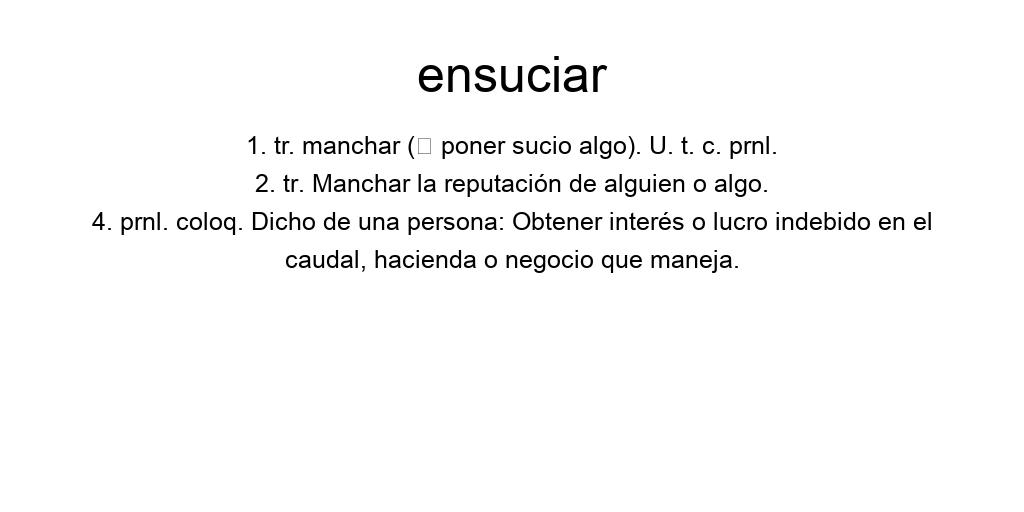 ensuciar
1. tr. manchar (□ poner sucio algo). U. t. c. prnl.
2. tr. Manchar la reputación de alguien o algo.
4. prnl. coloq. Dicho de una persona: Obtener interés o lucro indebido en el
caudal, hacienda o negocio que maneja.